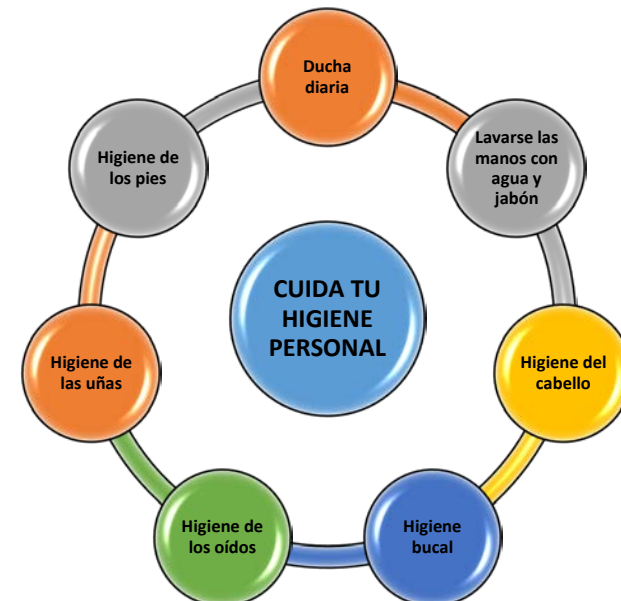 Ducha
diaria
Lavarse las
manos con
agua y
jabón
Higiene del
cabello
Higiene
bucal
Higiene de
los oídos
Higiene de
las uñas
Higiene de
los pies
CUIDA TU
HIGIENE
PERSONAL